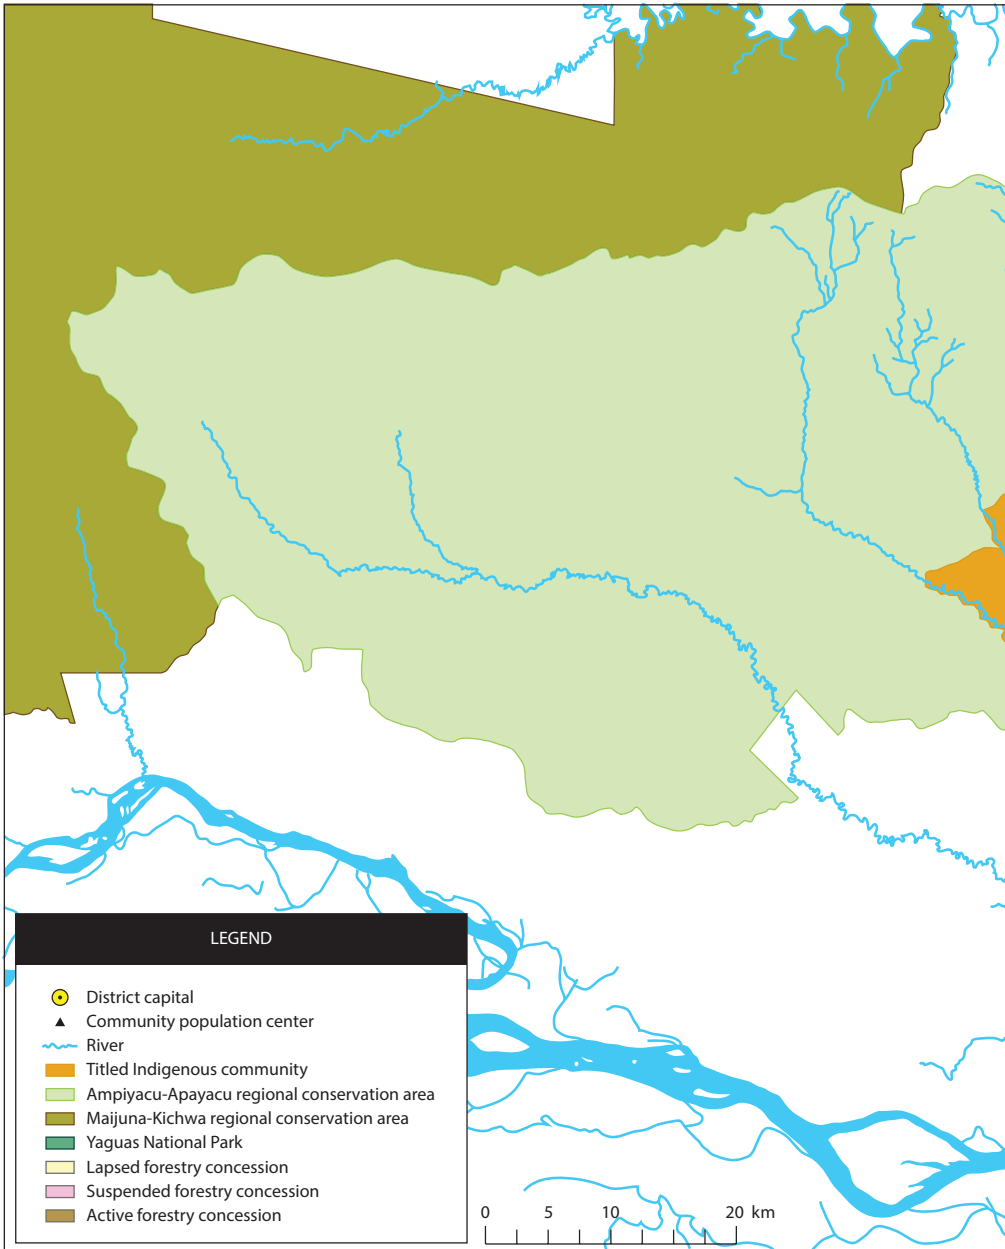 LEGEND
District capital
Community population center
River
Titled Indigenous community
Ampiyacu-Apayacu regional conservation area
Maijuna-Kichwa regional conservation area
Yaguas National Park
Lapsed forestry concession
Suspended forestry concession
Active forestry concession
0 5 10 20 km